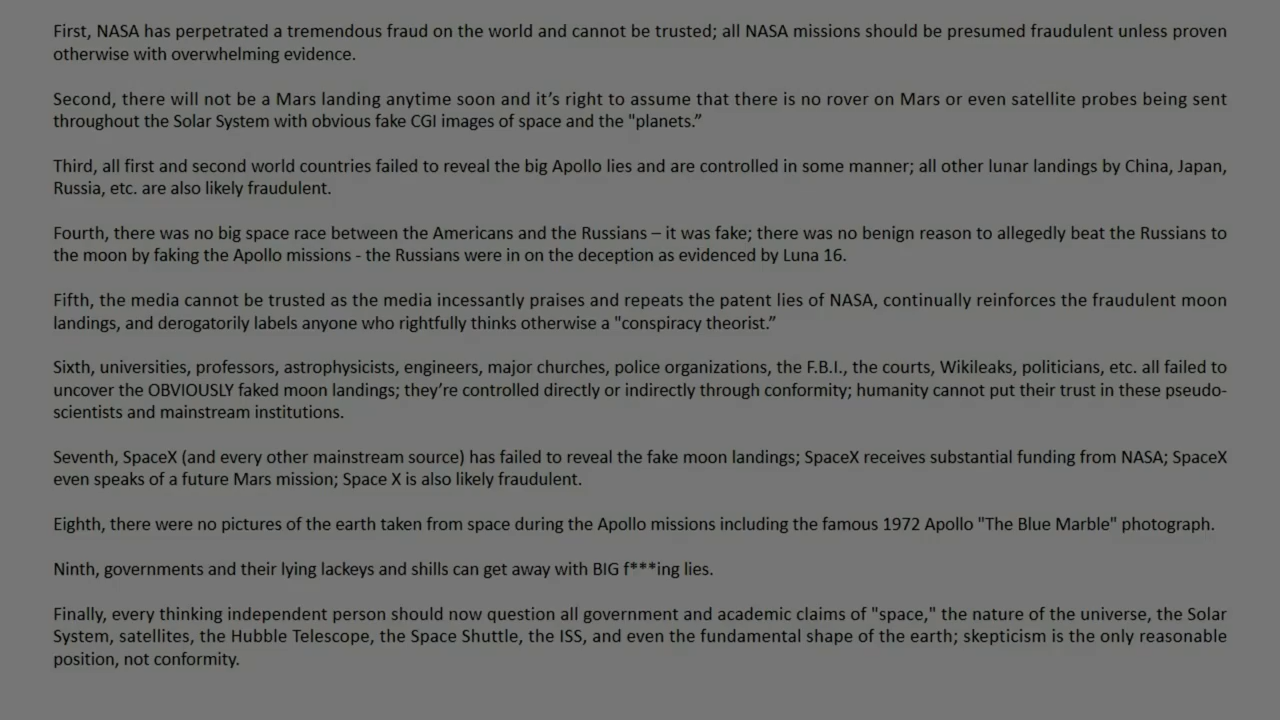 First, NASA has perpetrated a tremendous fraud on the world and cannot be trusted; all NASA missions should be presumed fraudulent unless proven
otherwise with overwhelming evidence.
Second, there will not be a Mars landing anytime soon and it’s right to assume that there is no rover on Mars or even satellite probes being sent
throughout the Solar System with obvious fake CGI images of space and the "planets.”
Third, all first and second world countries failed to reveal the big Apollo lies and are controlled in some manner; all other lunar landings by China, Japan,
Russia, etc. are also likely fraudulent.
Fourth, there was no big space race between the Americans and the Russians – it was fake; there was no benign reason to allegedly beat the Russians to
the moon by faking the Apollo missions - the Russians were in on the deception as evidenced by Luna 16.
Fifth, the media cannot be trusted as the media incessantly praises and repeats the patent lies of NASA, continually reinforces the fraudulent moon
landings, and derogatorily labels anyone who rightfully thinks otherwise a "conspiracy theorist.”
Sixth, universities, professors, astrophysicists, engineers, major churches, police organizations, the F.B.I., the courts, Wikileaks, politicians, etc. all failed to
uncover the OBVIOUSLY faked moon landings; they’re controlled directly or indirectly through conformity; humanity cannot put their trust in these pseudo-
scientists and mainstream institutions.
Seventh, SpaceX (and every other mainstream source) has failed to reveal the fake moon landings; SpaceX receives substantial funding from NASA; SpaceX
even speaks of a future Mars mission; Space X is also likely fraudulent.
Eighth, there were no pictures of the earth taken from space during the Apollo missions including the famous 1972 Apollo "The Blue Marble" photograph.
Ninth, governments and their lying lackeys and shills can get away with BIG f***ing lies.
Finally, every thinking independent person should now question all government and academic claims of "space," the nature of the universe, the Solar
System, satellites, the Hubble Telescope, the Space Shuttle, the ISS, and even the fundamental shape of the earth; skepticism is the only reasonable
position, not conformity.